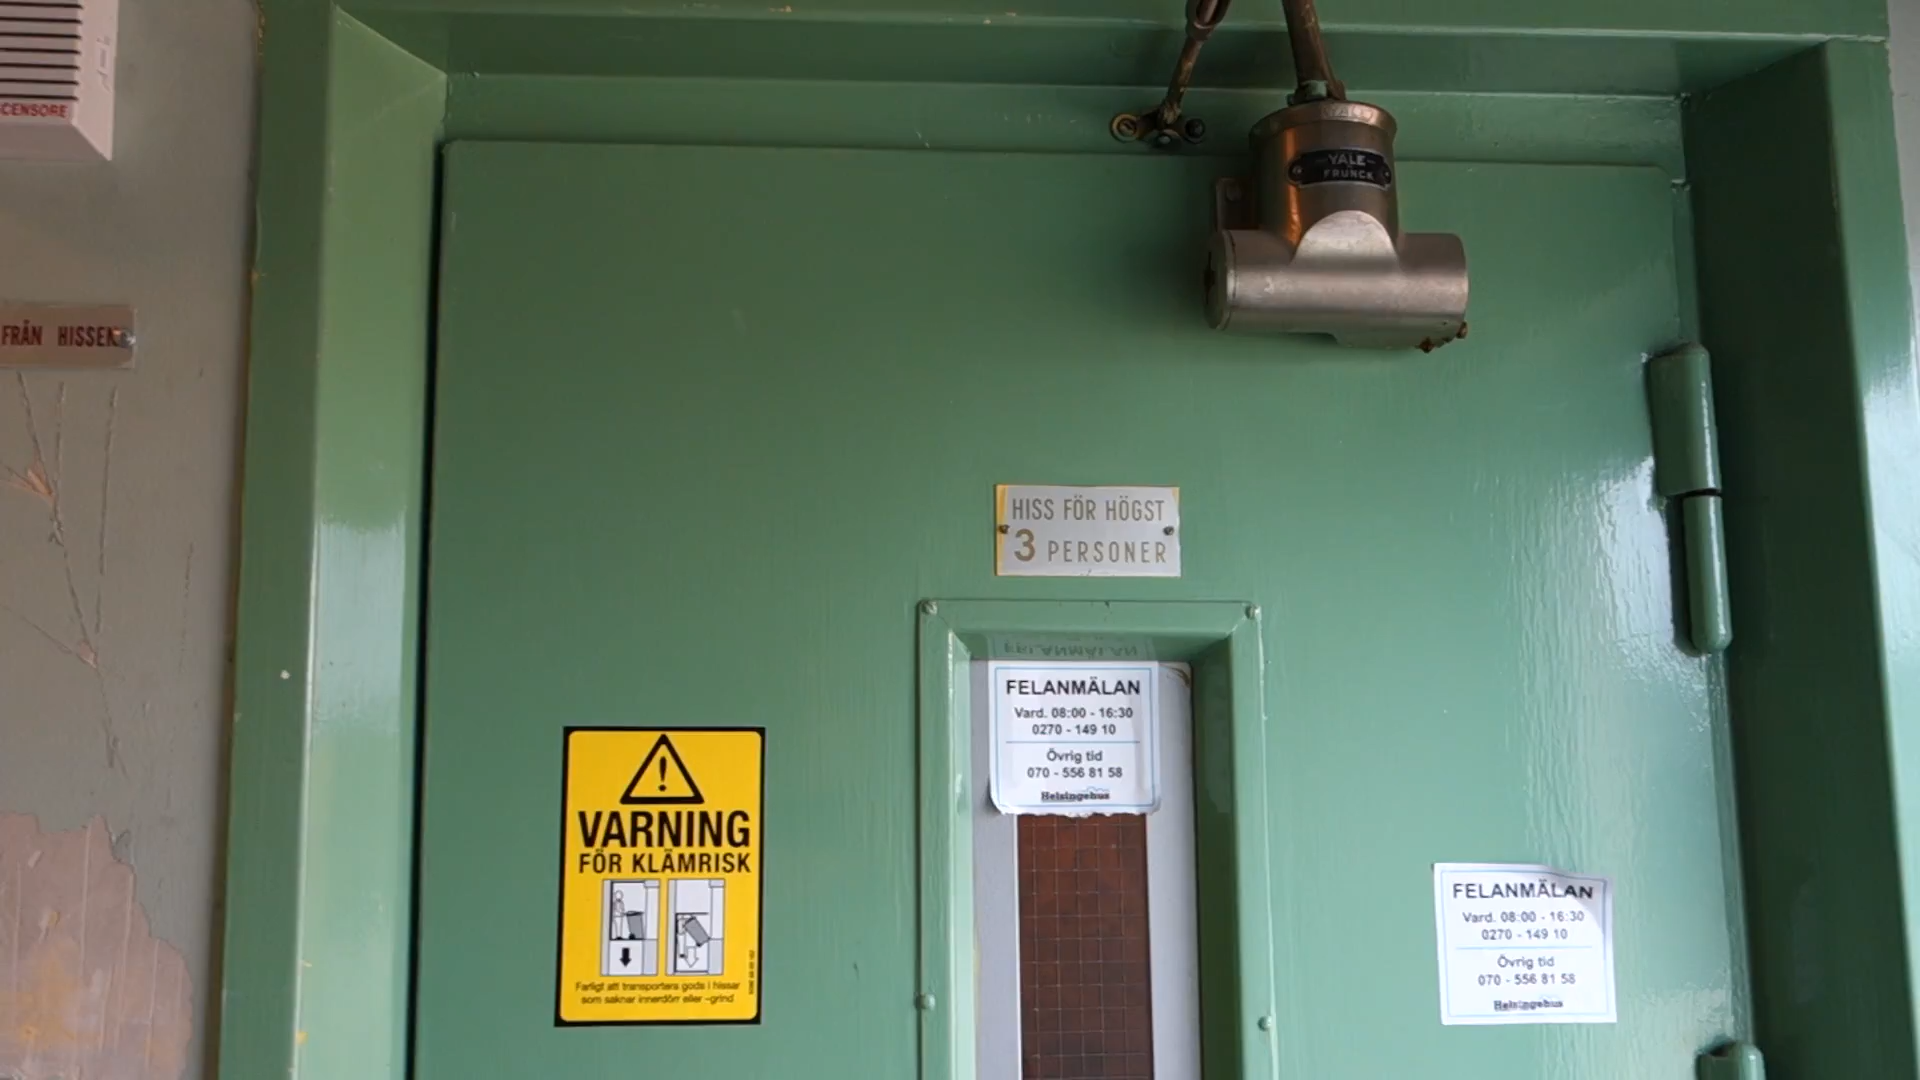 CENSORE
FRÅN HISSEN
YALE
FRUNCK
HISS FÖR HÖGST
3 PERSONER
FELANMÄLAN
Vard. 08:00 - 16:30
0270 - 149 10
Övrig tid
070 - 556 81 58
Helsingehus
VARNING
FÖR KLÄMRISK
Farligt att transportera gods i hissar
som saknar innerdörr eller -grind
FELANMÄLAN
Vard. 08:00 - 16:30
0270 - 149 10
Övrig tid
070 - 556 81 58
Helsingehus